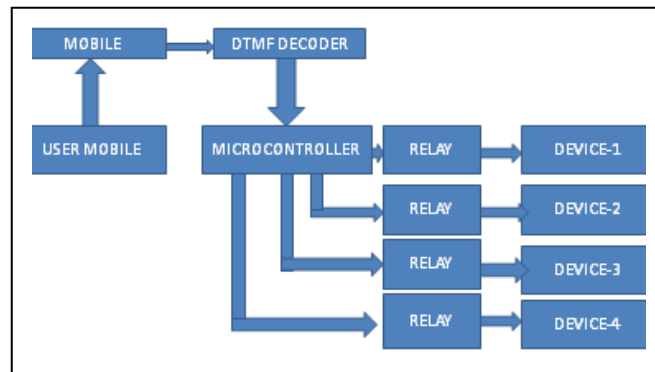 MOBILE
DTMF DECODER
USER MOBILE
MICROCONTROLLER
RELAY
DEVICE-1
RELAY
DEVICE-2
RELAY
DEVICE-3
RELAY
DEVICE-4